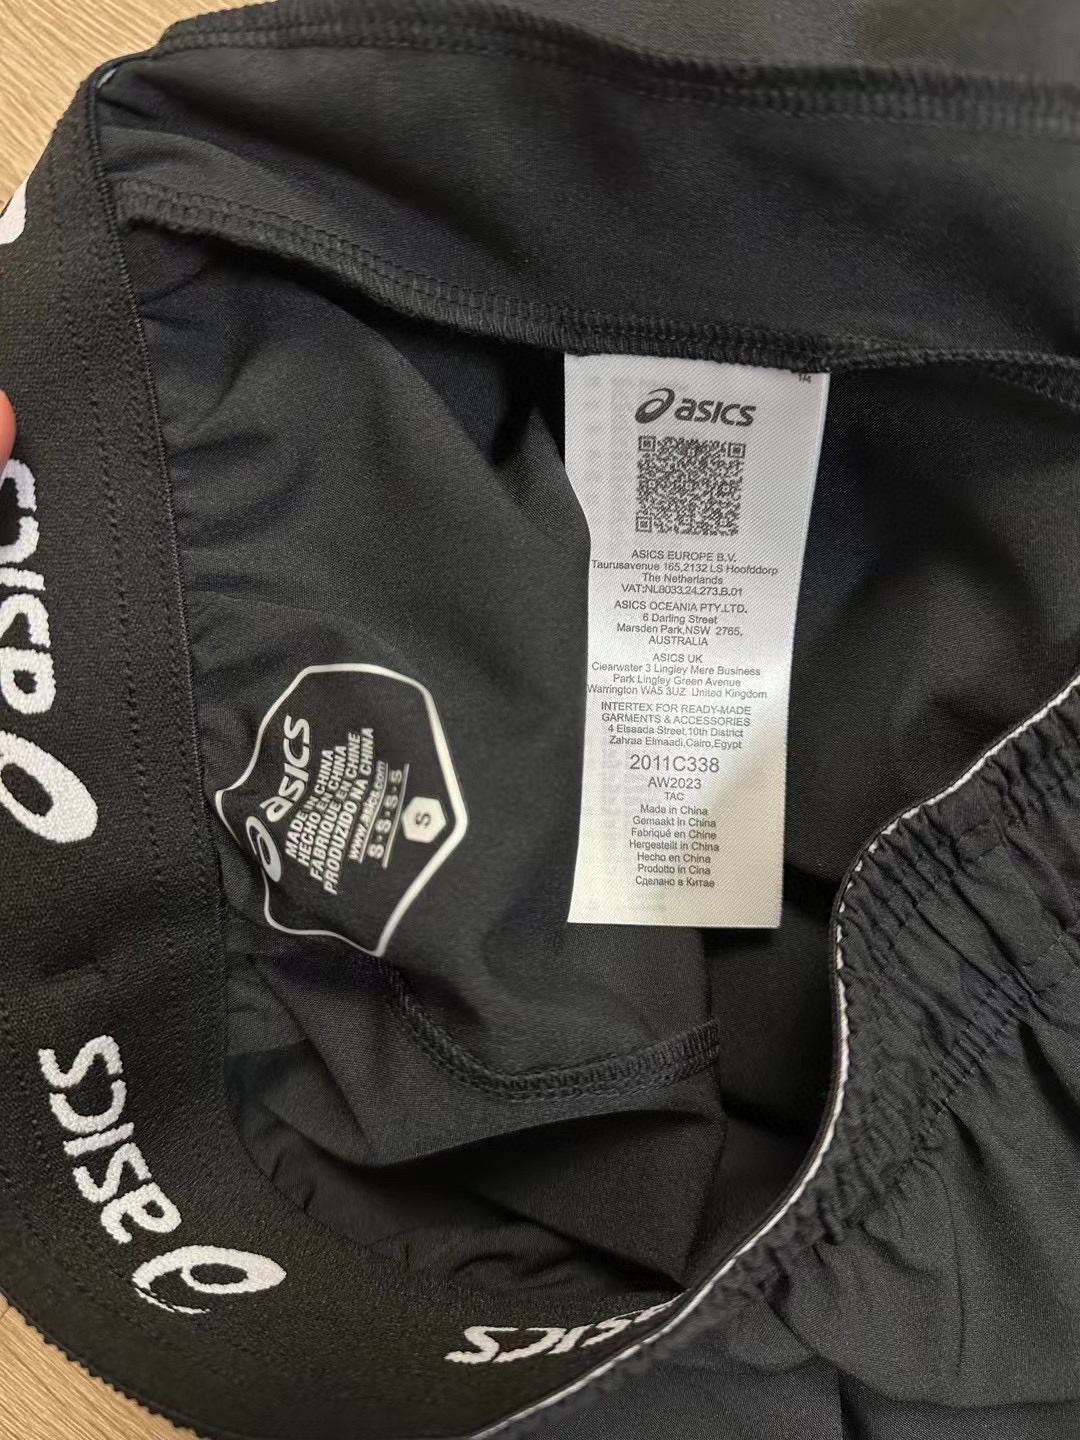 asics
ASICS EUROPE B.V.
Taurusavenue 165,2132 LS Hoofddorp
The Netherlands
VAT:NL8033.24.273.B.01
ASICS OCEANIA PTY.LTD.
6 Darling Street
Marsden Park,NSW 2765,
AUSTRALIA
ASICS UK
Clearwater 3 Lingley Mere Business
Park Lingley Green Avenue
Warrington WA5 3UZ United Kingdom
INTERTEX FOR READY-MADE
GARMENTS & ACCESSORIES
4 Elsaada Street,10th District
Zahraa Elmaadi,Cairo,Egypt
2011C338
AW2023
TAC
Made in China
Gemaakt in China
Fabriqué en Chine
Hergestellt in China
Hecho en China
Prodotto in Cina
Сделано в Китае
asics
MADE IN CHINA
HECHO EN CHINA
FABRIQUE EN CHINE
PRODUZIDO NA CHINA
www.asics.com
S·S·S·S
S
asics
asics
asics